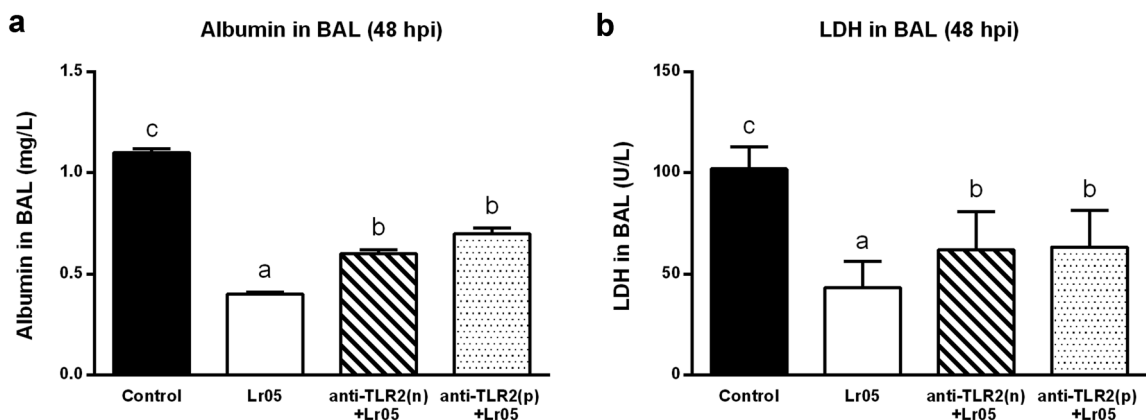 a
Albumin in BAL (48 hpi)
Albumin in BAL (mg/L)
1.5
1.0
0.5
0.0
c
a
b
b
Control
Lr05
anti-TLR2(n)
+Lr05
anti-TLR2(p)
+Lr05
b
LDH in BAL (48 hpi)
LDH in BAL (U/L)
150
100
50
0
c
a
b
b
Control
Lr05
anti-TLR2(n)
+Lr05
anti-TLR2(p)
+Lr05